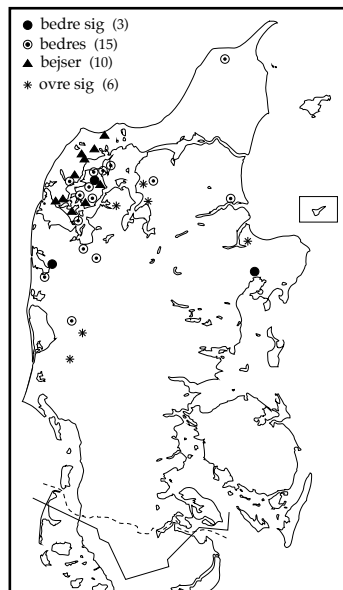 ● bedre sig (3)
◉ bedres (15)
▲ bejser (10)
✳ ovre sig (6)